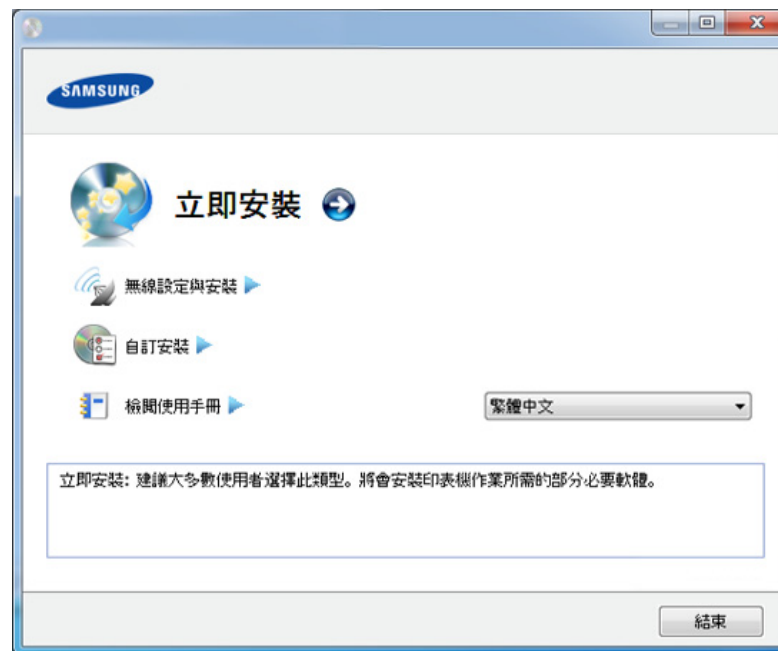 SAMSUNG
立即安裝
無線設定與安裝
自訂安裝
檢閱使用手冊
繁體中文
立即安裝: 建議大多數使用者選擇此類型。將會安裝印表機作業所需的部分必要軟體。
結束